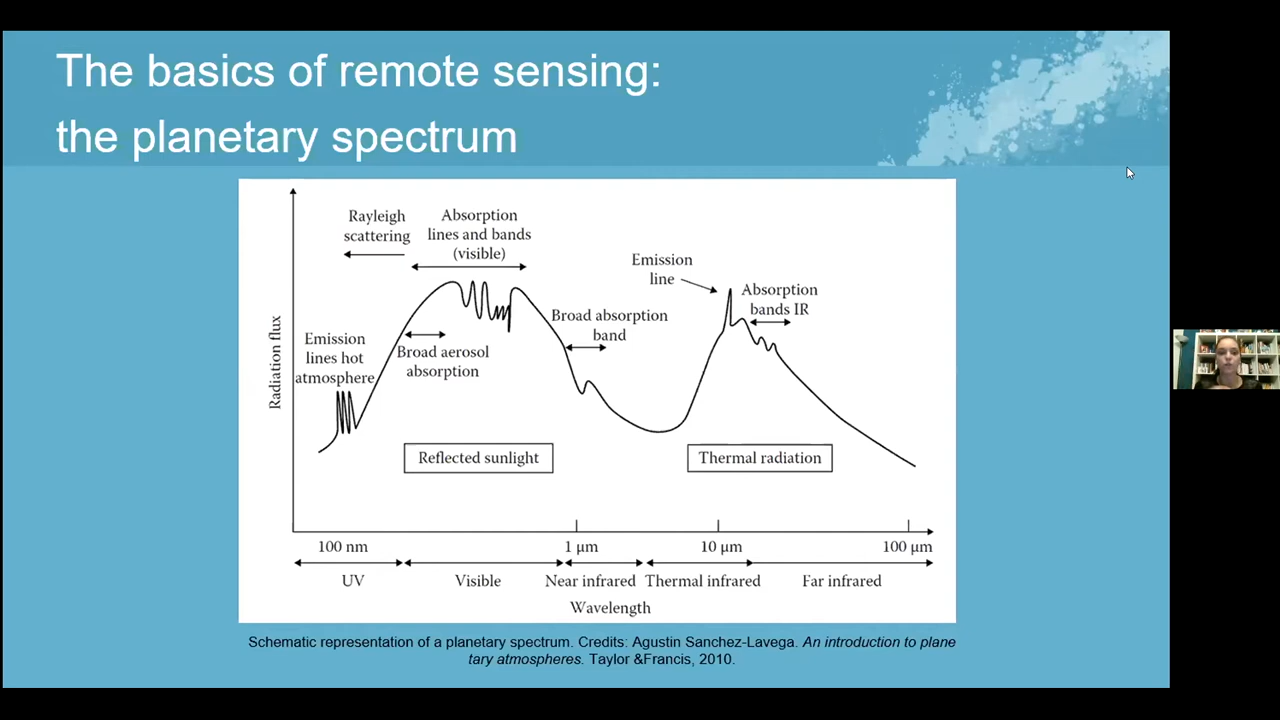 The basics of remote sensing:
the planetary spectrum
Rayleigh
scattering
Absorption
lines and bands
(visible)
Emission
line
Absorption
bands IR
Broad absorption
band
Emission
lines hot
atmosphere
Broad aerosol
absorption
Radiation flux
Reflected sunlight
Thermal radiation
100 nm
1 μm
10 μm
100 μm
UV
Visible
Near infrared
Thermal infrared
Far infrared
Wavelength
Schematic representation of a planetary spectrum. Credits: Agustin Sanchez-Lavega. An introduction to plane
tary atmospheres. Taylor &Francis, 2010.